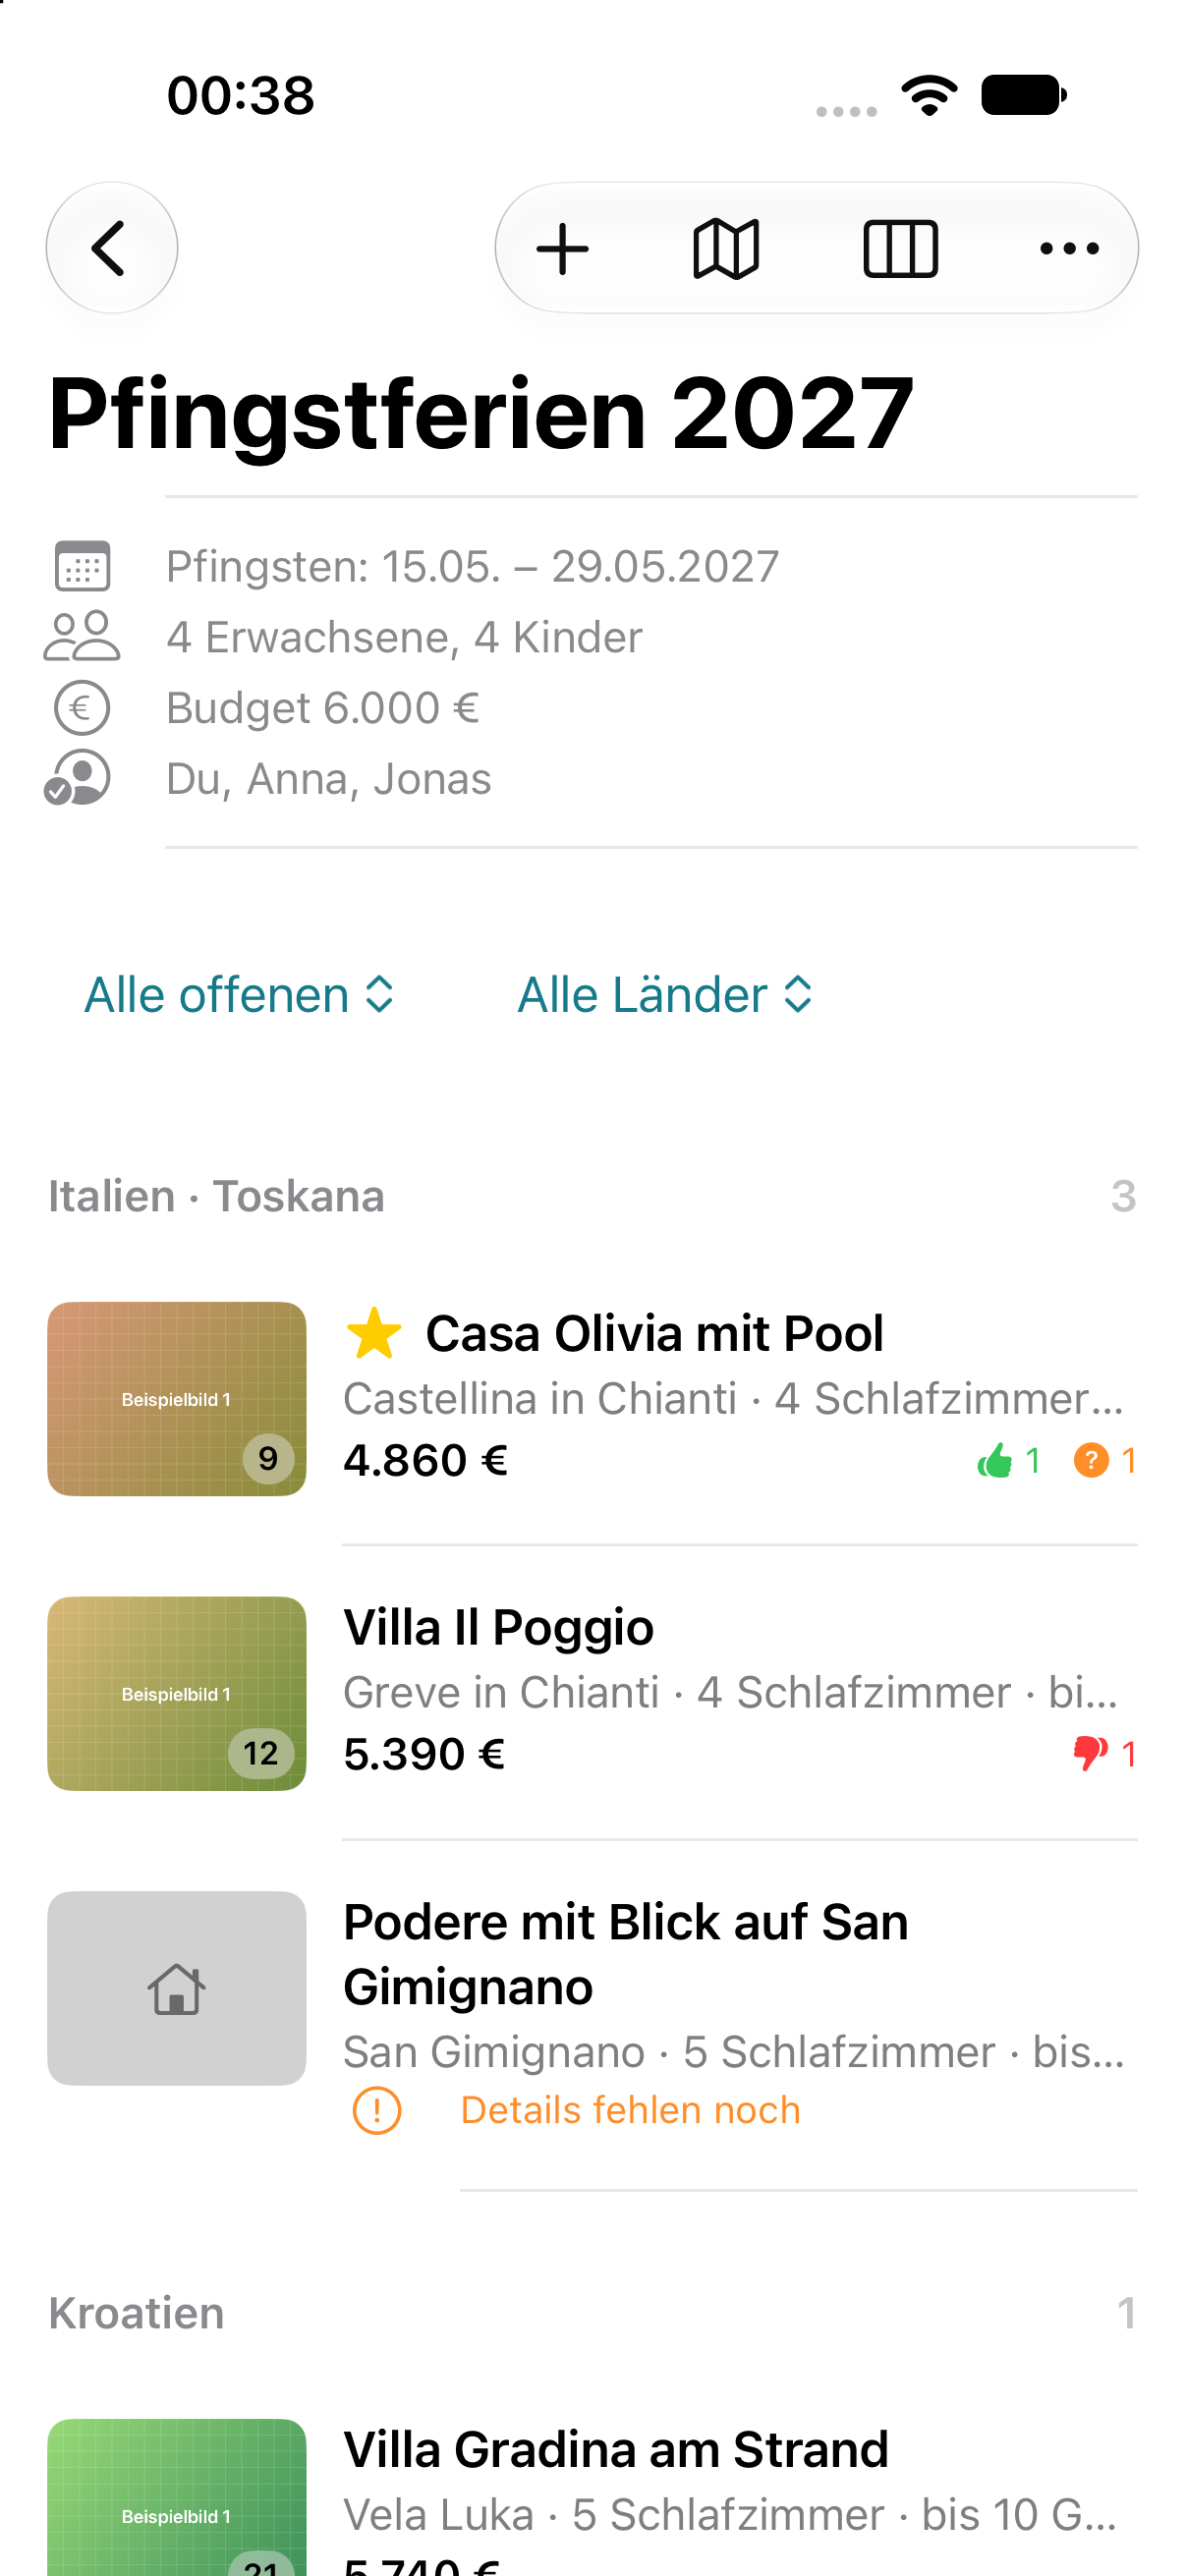 00:38
Pfingstferien 2027
Pfingsten: 15.05. – 29.05.2027
4 Erwachsene, 4 Kinder
Budget 6.000 €
Du, Anna, Jonas
Alle offenen
Alle Länder
Italien · Toskana
3
Beispielbild 1
9
Casa Olivia mit Pool
Castellina in Chianti · 4 Schlafzimmer…
4.860 €
1
? 1
Beispielbild 1
12
Villa Il Poggio
Greve in Chianti · 4 Schlafzimmer · bi…
5.390 €
1
Podere mit Blick auf San
Gimignano
San Gimignano · 5 Schlafzimmer · bis…
Details fehlen noch
Kroatien
1
Beispielbild 1
21
Villa Gradina am Strand
Vela Luka · 5 Schlafzimmer · bis 10 G…
5.740 €